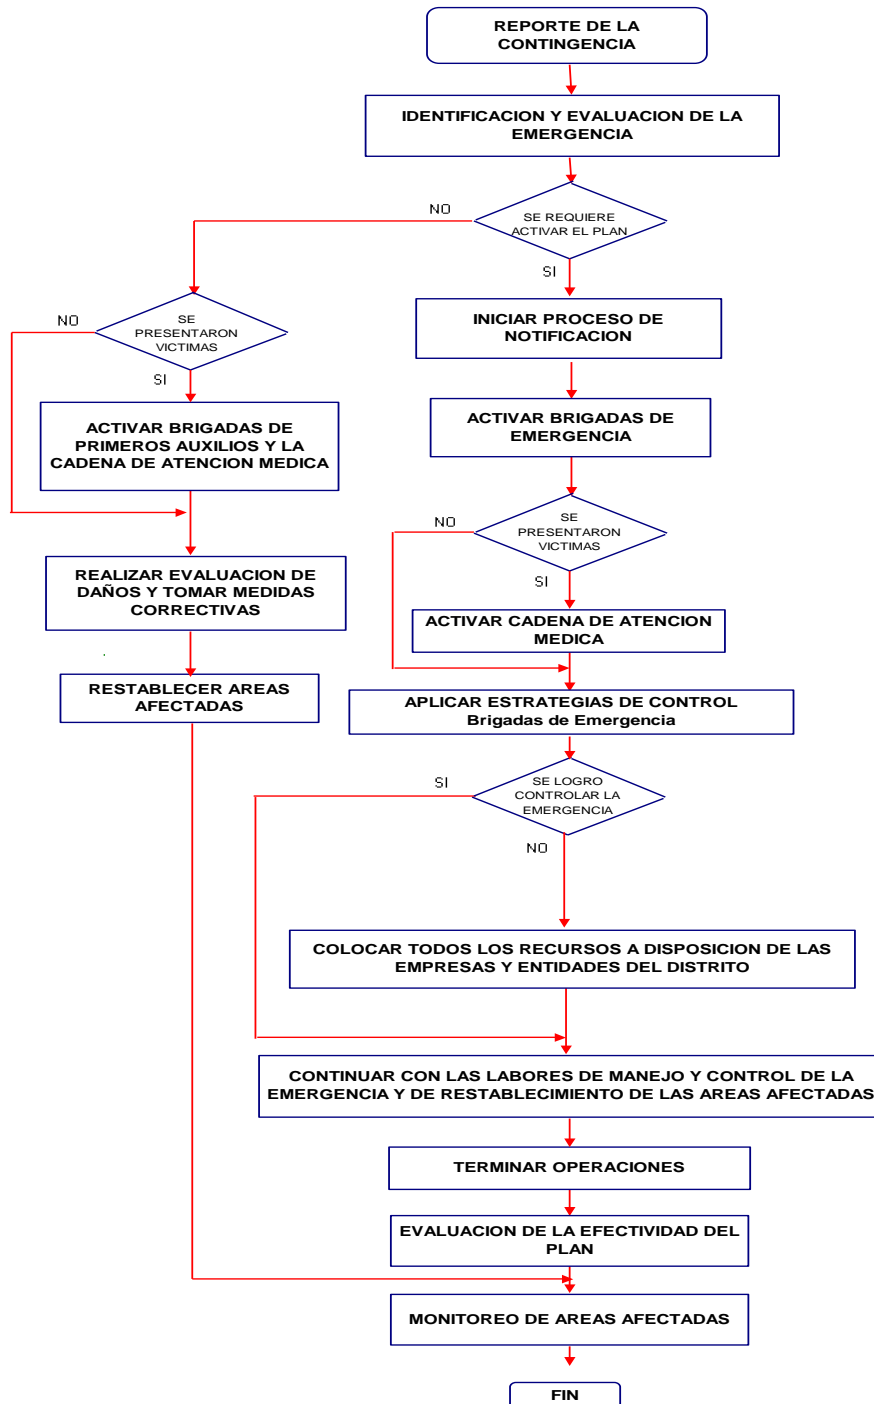 REPORTE DE LA
CONTINGENCIA
IDENTIFICACION Y EVALUACION DE LA
EMERGENCIA
NO
SE REQUIERE
ACTIVAR EL PLAN
SI
NO
SE
PRESENTARON
VICTIMAS
SI
INICIAR PROCESO DE
NOTIFICACION
ACTIVAR BRIGADAS DE
PRIMEROS AUXILIOS Y LA
CADENA DE ATENCION MEDICA
ACTIVAR BRIGADAS DE
EMERGENCIA
NO
SE
PRESENTARON
VICTIMAS
SI
REALIZAR EVALUACION DE
DAÑOS Y TOMAR MEDIDAS
CORRECTIVAS
ACTIVAR CADENA DE ATENCION
MEDICA
RESTABLECER AREAS
AFECTADAS
APLICAR ESTRATEGIAS DE CONTROL
Brigadas de Emergencia
SI
SE LOGRO
CONTROLAR LA
EMERGENCIA
NO
COLOCAR TODOS LOS RECURSOS A DISPOSICION DE LAS
EMPRESAS Y ENTIDADES DEL DISTRITO
CONTINUAR CON LAS LABORES DE MANEJO Y CONTROL DE LA
EMERGENCIA Y DE RESTABLECIMIENTO DE LAS AREAS AFECTADAS
TERMINAR OPERACIONES
EVALUACION DE LA EFECTIVIDAD DEL
PLAN
MONITOREO DE AREAS AFECTADAS
FIN